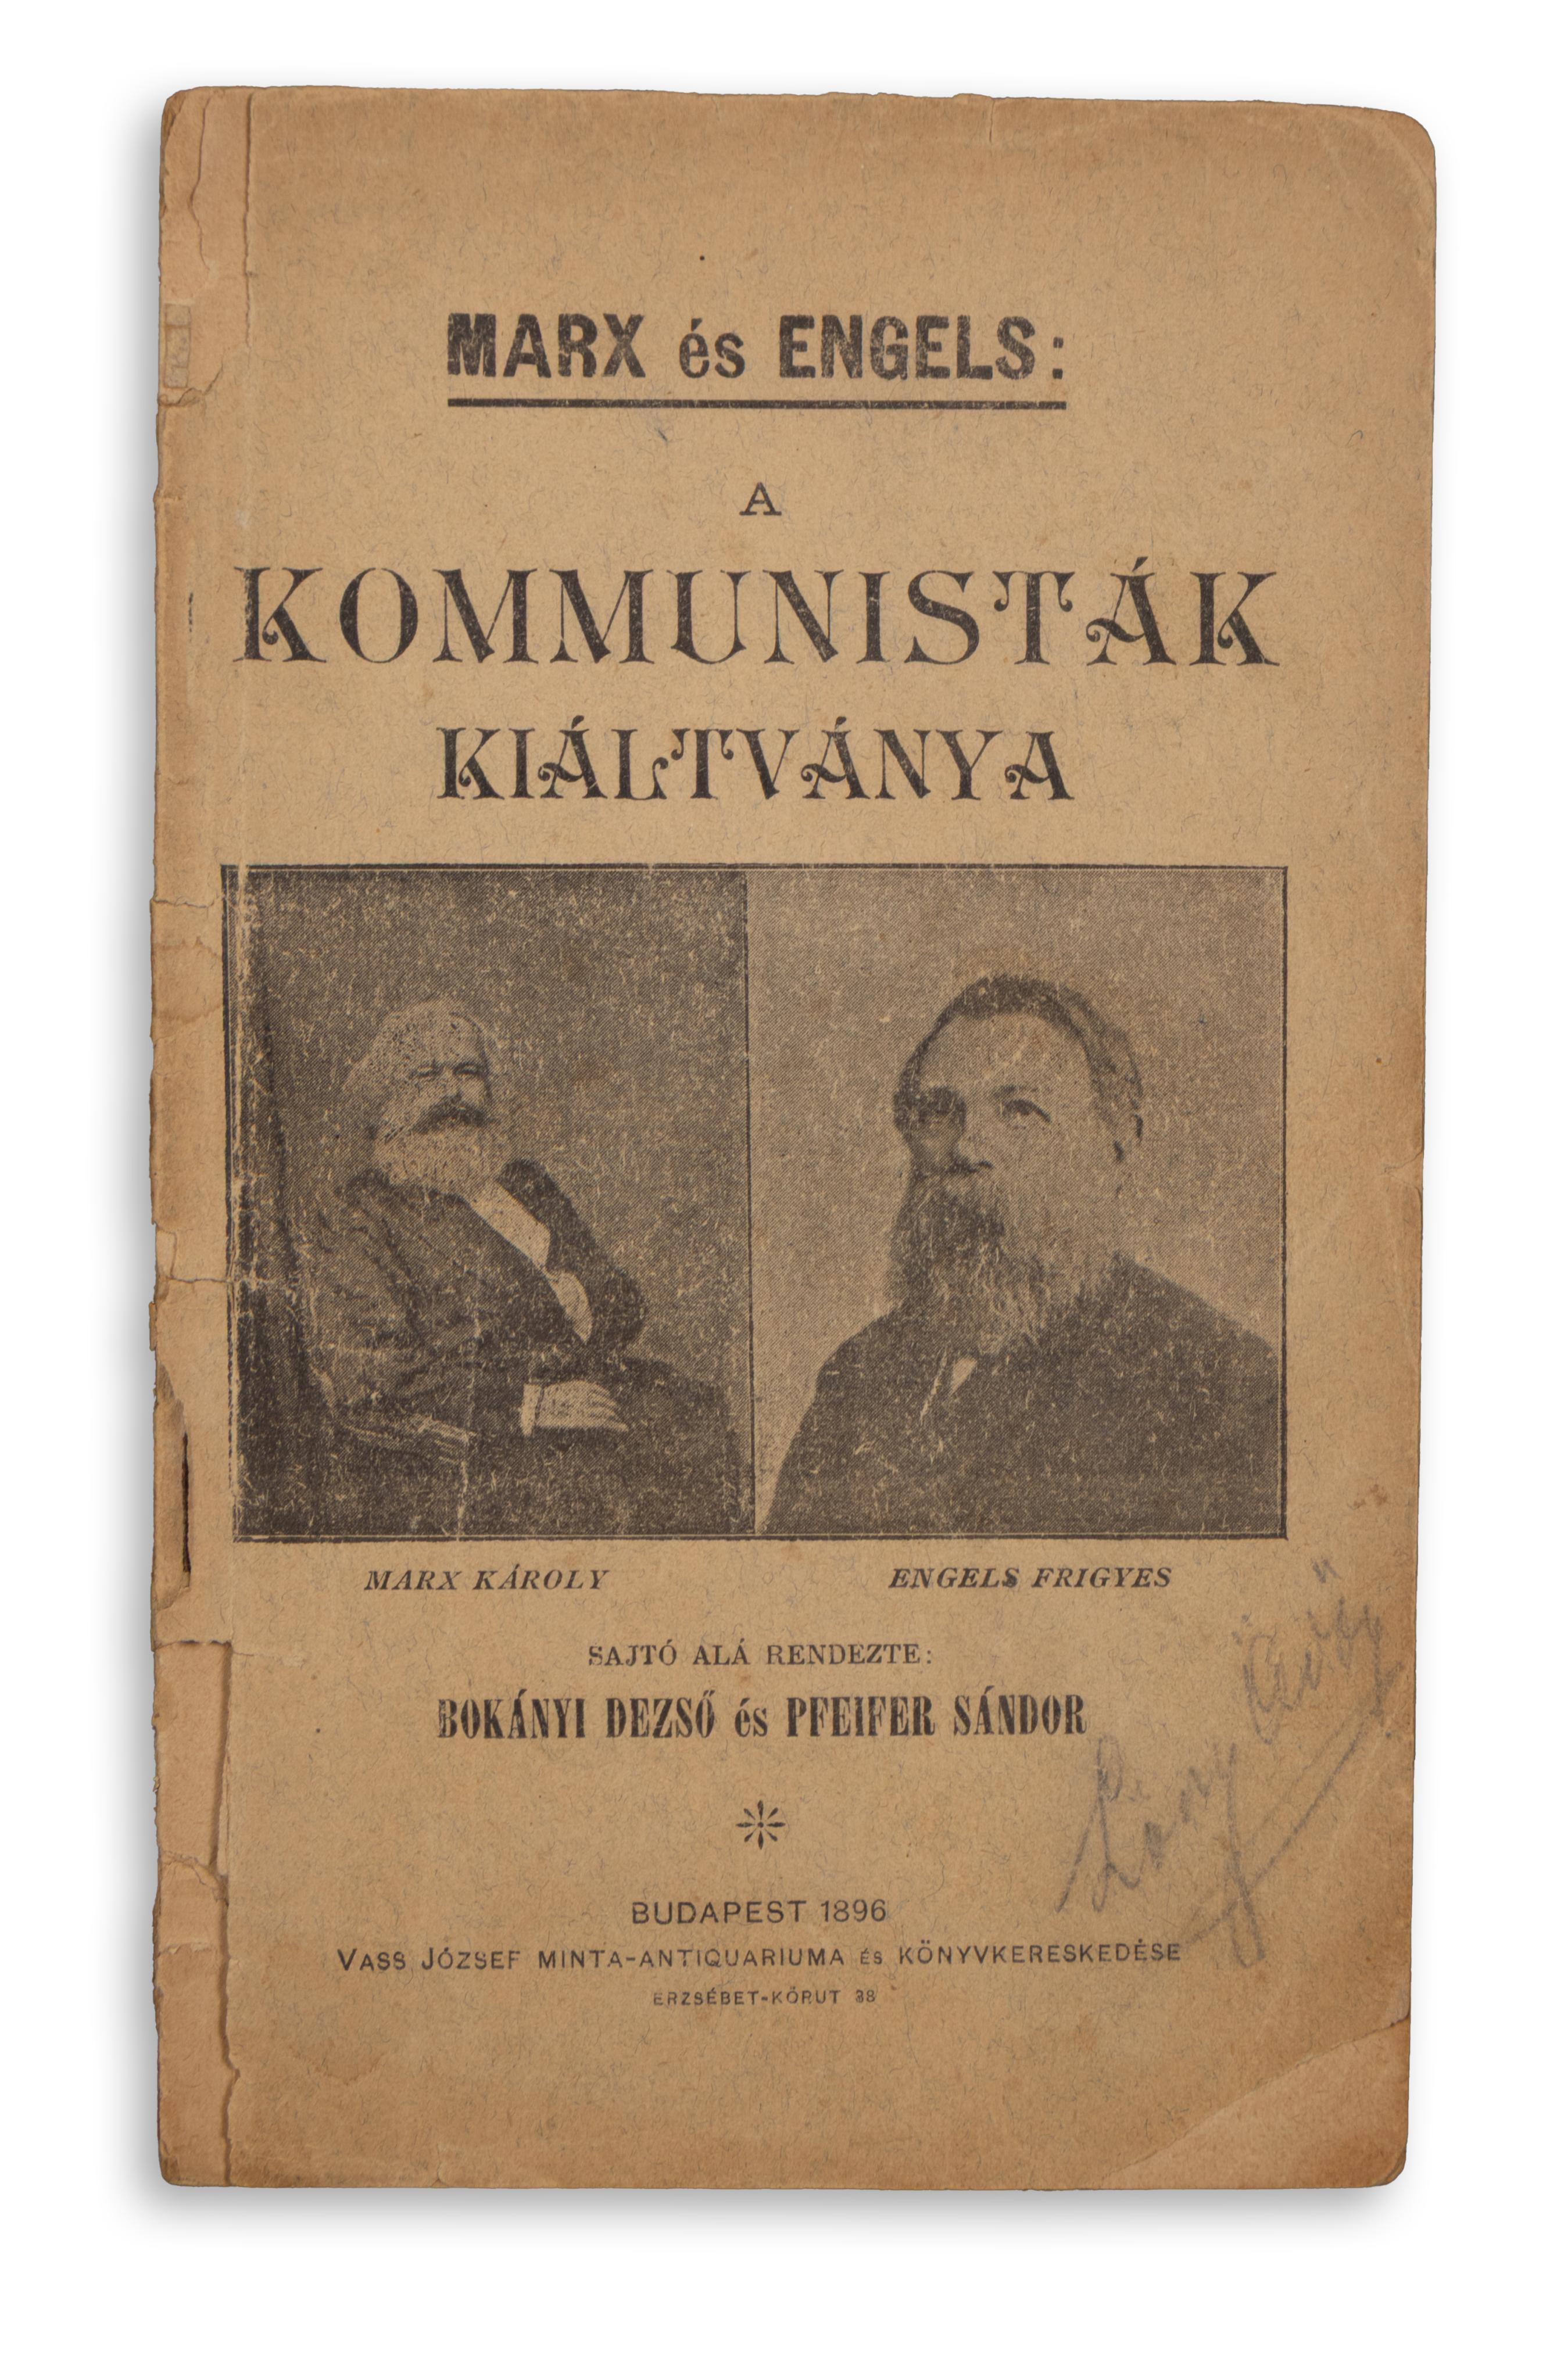 MARX és ENGELS:
A
KOMMUNISTÁK
KIÁLTVÁNYA
MARX KÁROLY
ENGELS FRIGYES
SAJTÓ ALÁ RENDEZTE:
BOKÁNYI DEZSŐ és PFEIFER SÁNDOR
BUDAPEST 1896
VASS JÓZSEF MINTA-ANTIQUARIUMA ÉS KÖNYVKERESKEDÉSE
ERZSÉBET-KÖRUT 38